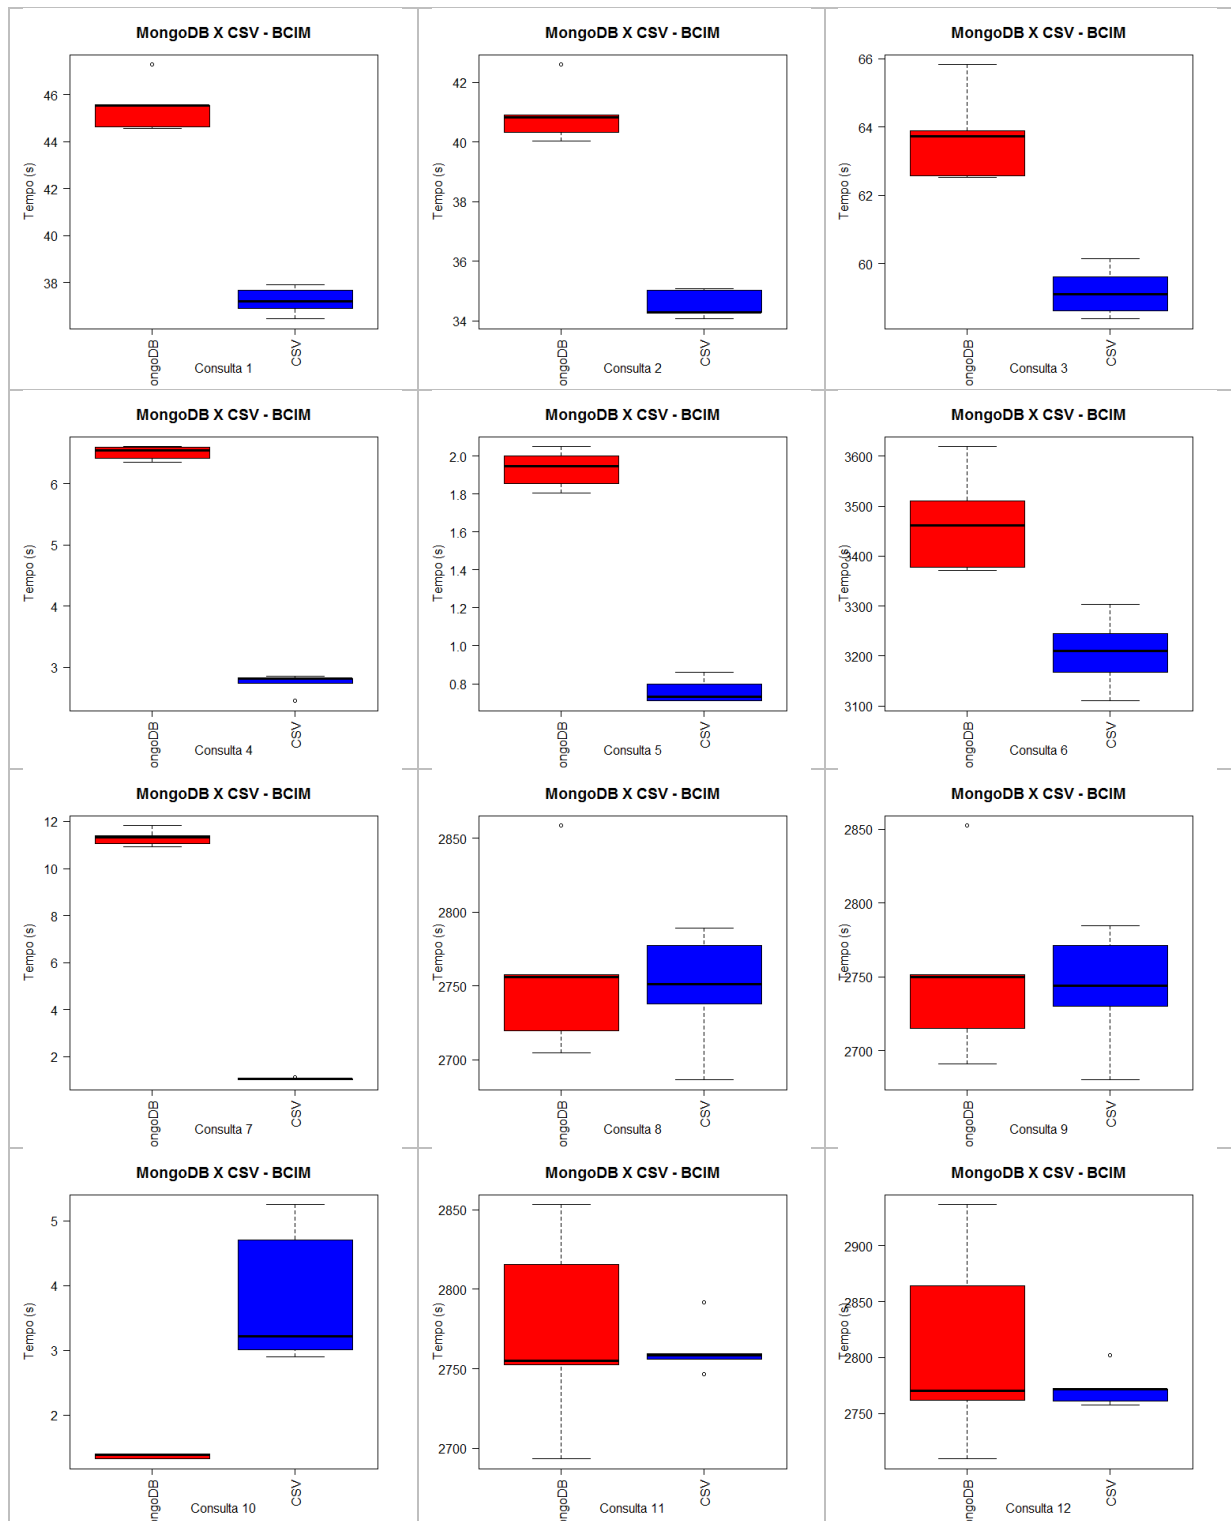 MongoDB X CSV - BCIM
Tempo (s)
46
44
42
40
38
ongoDB
CSV
Consulta 1
MongoDB X CSV - BCIM
Tempo (s)
42
40
38
36
34
ongoDB
CSV
Consulta 2
MongoDB X CSV - BCIM
Tempo (s)
66
64
62
60
ongoDB
CSV
Consulta 3
MongoDB X CSV - BCIM
Tempo (s)
6
5
4
3
ongoDB
CSV
Consulta 4
MongoDB X CSV - BCIM
Tempo (s)
2.0
1.8
1.6
1.4
1.2
1.0
0.8
ongoDB
CSV
Consulta 5
MongoDB X CSV - BCIM
Tempo (s)
3600
3500
3400
3300
3200
3100
ongoDB
CSV
Consulta 6
MongoDB X CSV - BCIM
Tempo (s)
12
10
8
6
4
2
ongoDB
CSV
Consulta 7
MongoDB X CSV - BCIM
Tempo (s)
2850
2800
2750
2700
ongoDB
CSV
Consulta 8
MongoDB X CSV - BCIM
Tempo (s)
2850
2800
2750
2700
ongoDB
CSV
Consulta 9
MongoDB X CSV - BCIM
Tempo (s)
5
4
3
2
ongoDB
CSV
Consulta 10
MongoDB X CSV - BCIM
Tempo (s)
2850
2800
2750
2700
ongoDB
CSV
Consulta 11
MongoDB X CSV - BCIM
Tempo (s)
2900
2850
2800
2750
ongoDB
CSV
Consulta 12